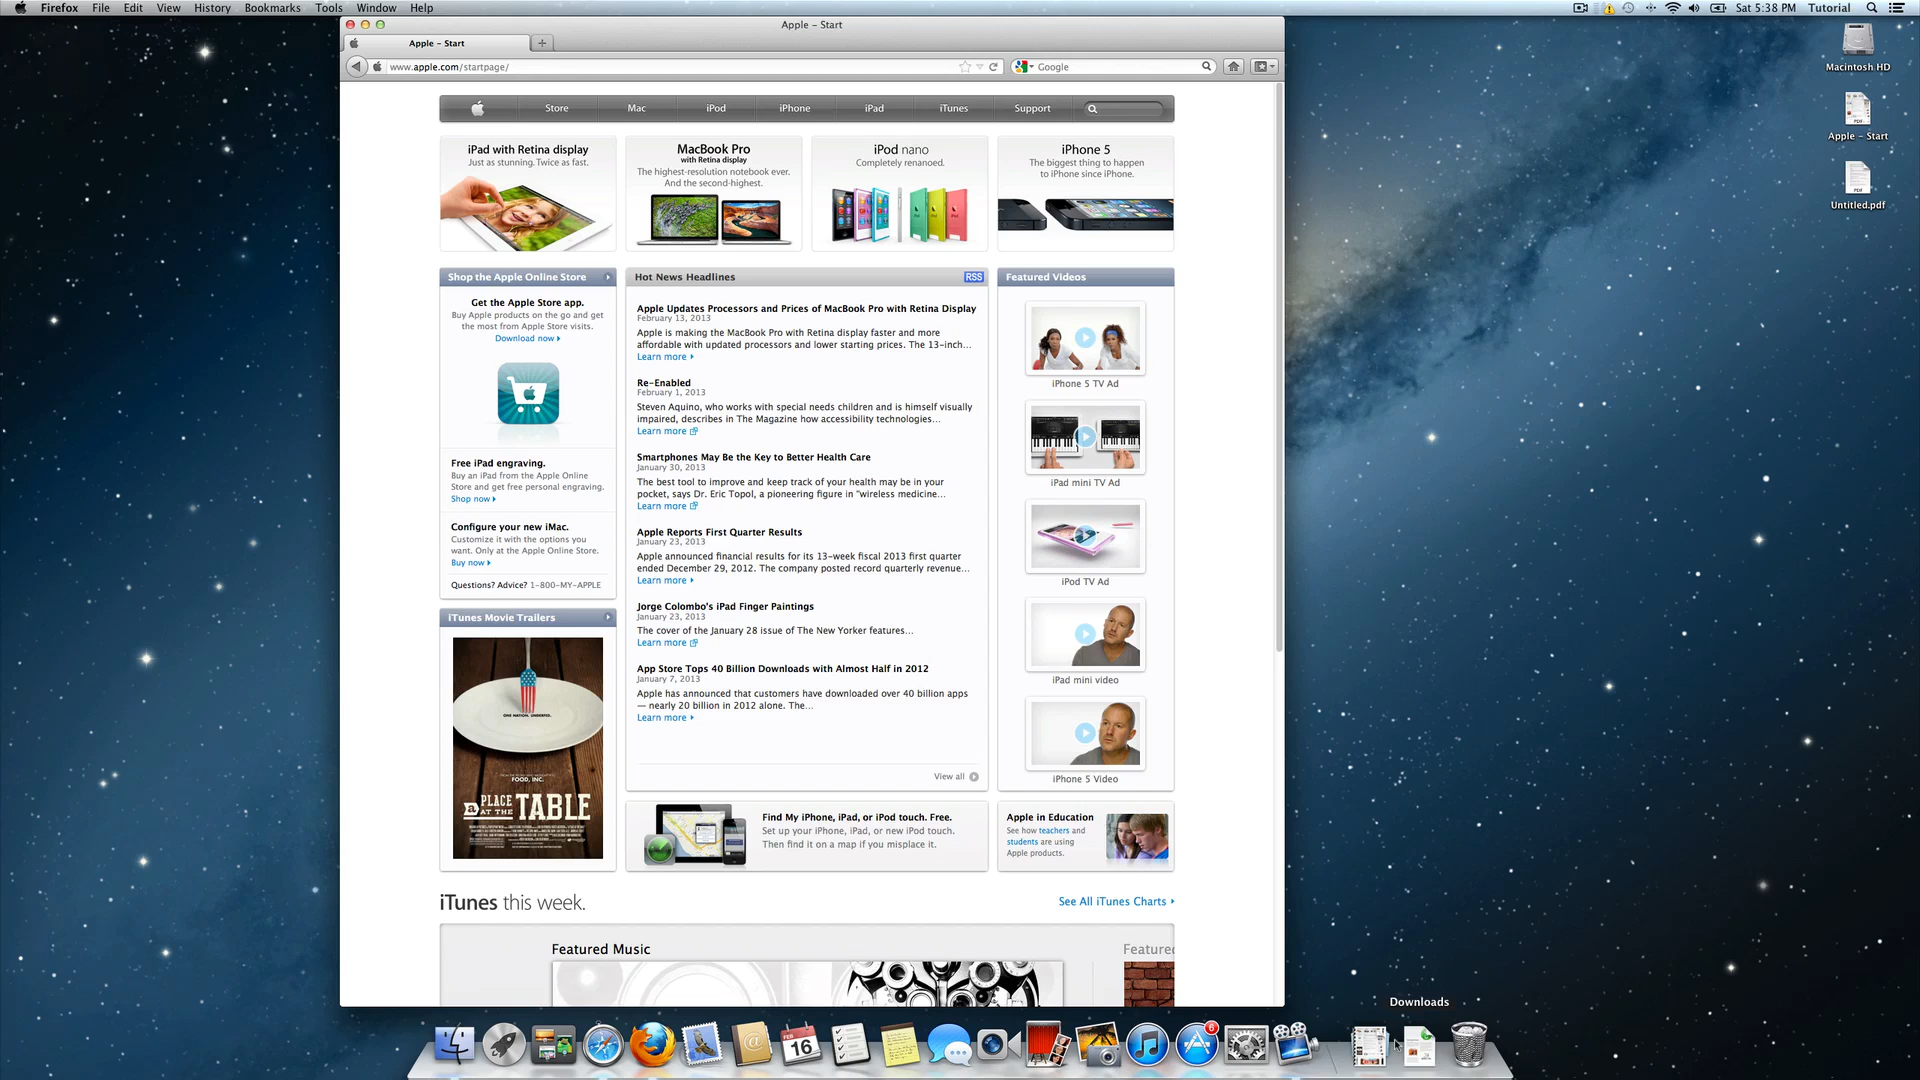 Firefox File Edit View History Bookmarks Tools Window Help
Sat 5:38 PM Tutorial
Apple – Start
Apple – Start
www.apple.com/startpage/
Google
Store Mac iPod iPhone iPad iTunes Support
iPad with Retina display
Just as stunning. Twice as fast.
MacBook Pro
with Retina display
The highest-resolution notebook ever.
And the second-highest.
iPod nano
Completely renanoed.
iPhone 5
The biggest thing to happen
to iPhone since iPhone.
Shop the Apple Online Store
Get the Apple Store app.
Buy Apple products on the go and get
the most from Apple Store visits.
Download now
Free iPad engraving.
Buy an iPad from the Apple Online
Store and get free personal engraving.
Shop now
Configure your new iMac.
Customize it with the options you
want. Only at the Apple Online Store.
Buy now
Questions? Advice? 1-800-MY-APPLE
iTunes Movie Trailers
ONE NATION, UNDERFED.
FOOD, INC.
A PLACE
AT THE TABLE
Hot News Headlines RSS
Apple Updates Processors and Prices of MacBook Pro with Retina Display
February 13, 2013
Apple is making the MacBook Pro with Retina display faster and more
affordable with updated processors and lower starting prices. The 13-inch...
Learn more
Re-Enabled
February 1, 2013
Steven Aquino, who works with special needs children and is himself visually
impaired, describes in The Magazine how accessibility technologies...
Learn more
Smartphones May Be the Key to Better Health Care
January 30, 2013
The best tool to improve and keep track of your health may be in your
pocket, says Dr. Eric Topol, a pioneering figure in "wireless medicine...
Learn more
Apple Reports First Quarter Results
January 23, 2013
Apple announced financial results for its 13-week fiscal 2013 first quarter
ended December 29, 2012. The company posted record quarterly revenue...
Learn more
Jorge Colombo's iPad Finger Paintings
January 23, 2013
The cover of the January 28 issue of The New Yorker features...
Learn more
App Store Tops 40 Billion Downloads with Almost Half in 2012
January 7, 2013
Apple has announced that customers have downloaded over 40 billion apps
— nearly 20 billion in 2012 alone. The...
Learn more
View all
Featured Videos
iPhone 5 TV Ad
iPad mini TV Ad
iPod TV Ad
iPad mini video
iPhone 5 Video
Find My iPhone, iPad, or iPod touch. Free.
Set up your iPhone, iPad, or new iPod touch.
Then find it on a map if you misplace it.
Apple in Education
See how teachers and
students are using
Apple products.
iTunes this week.
See All iTunes Charts
Featured Music
Featured
Macintosh HD
PDF
Apple – Start
PDF
Untitled.pdf
Downloads
FEB
16
6